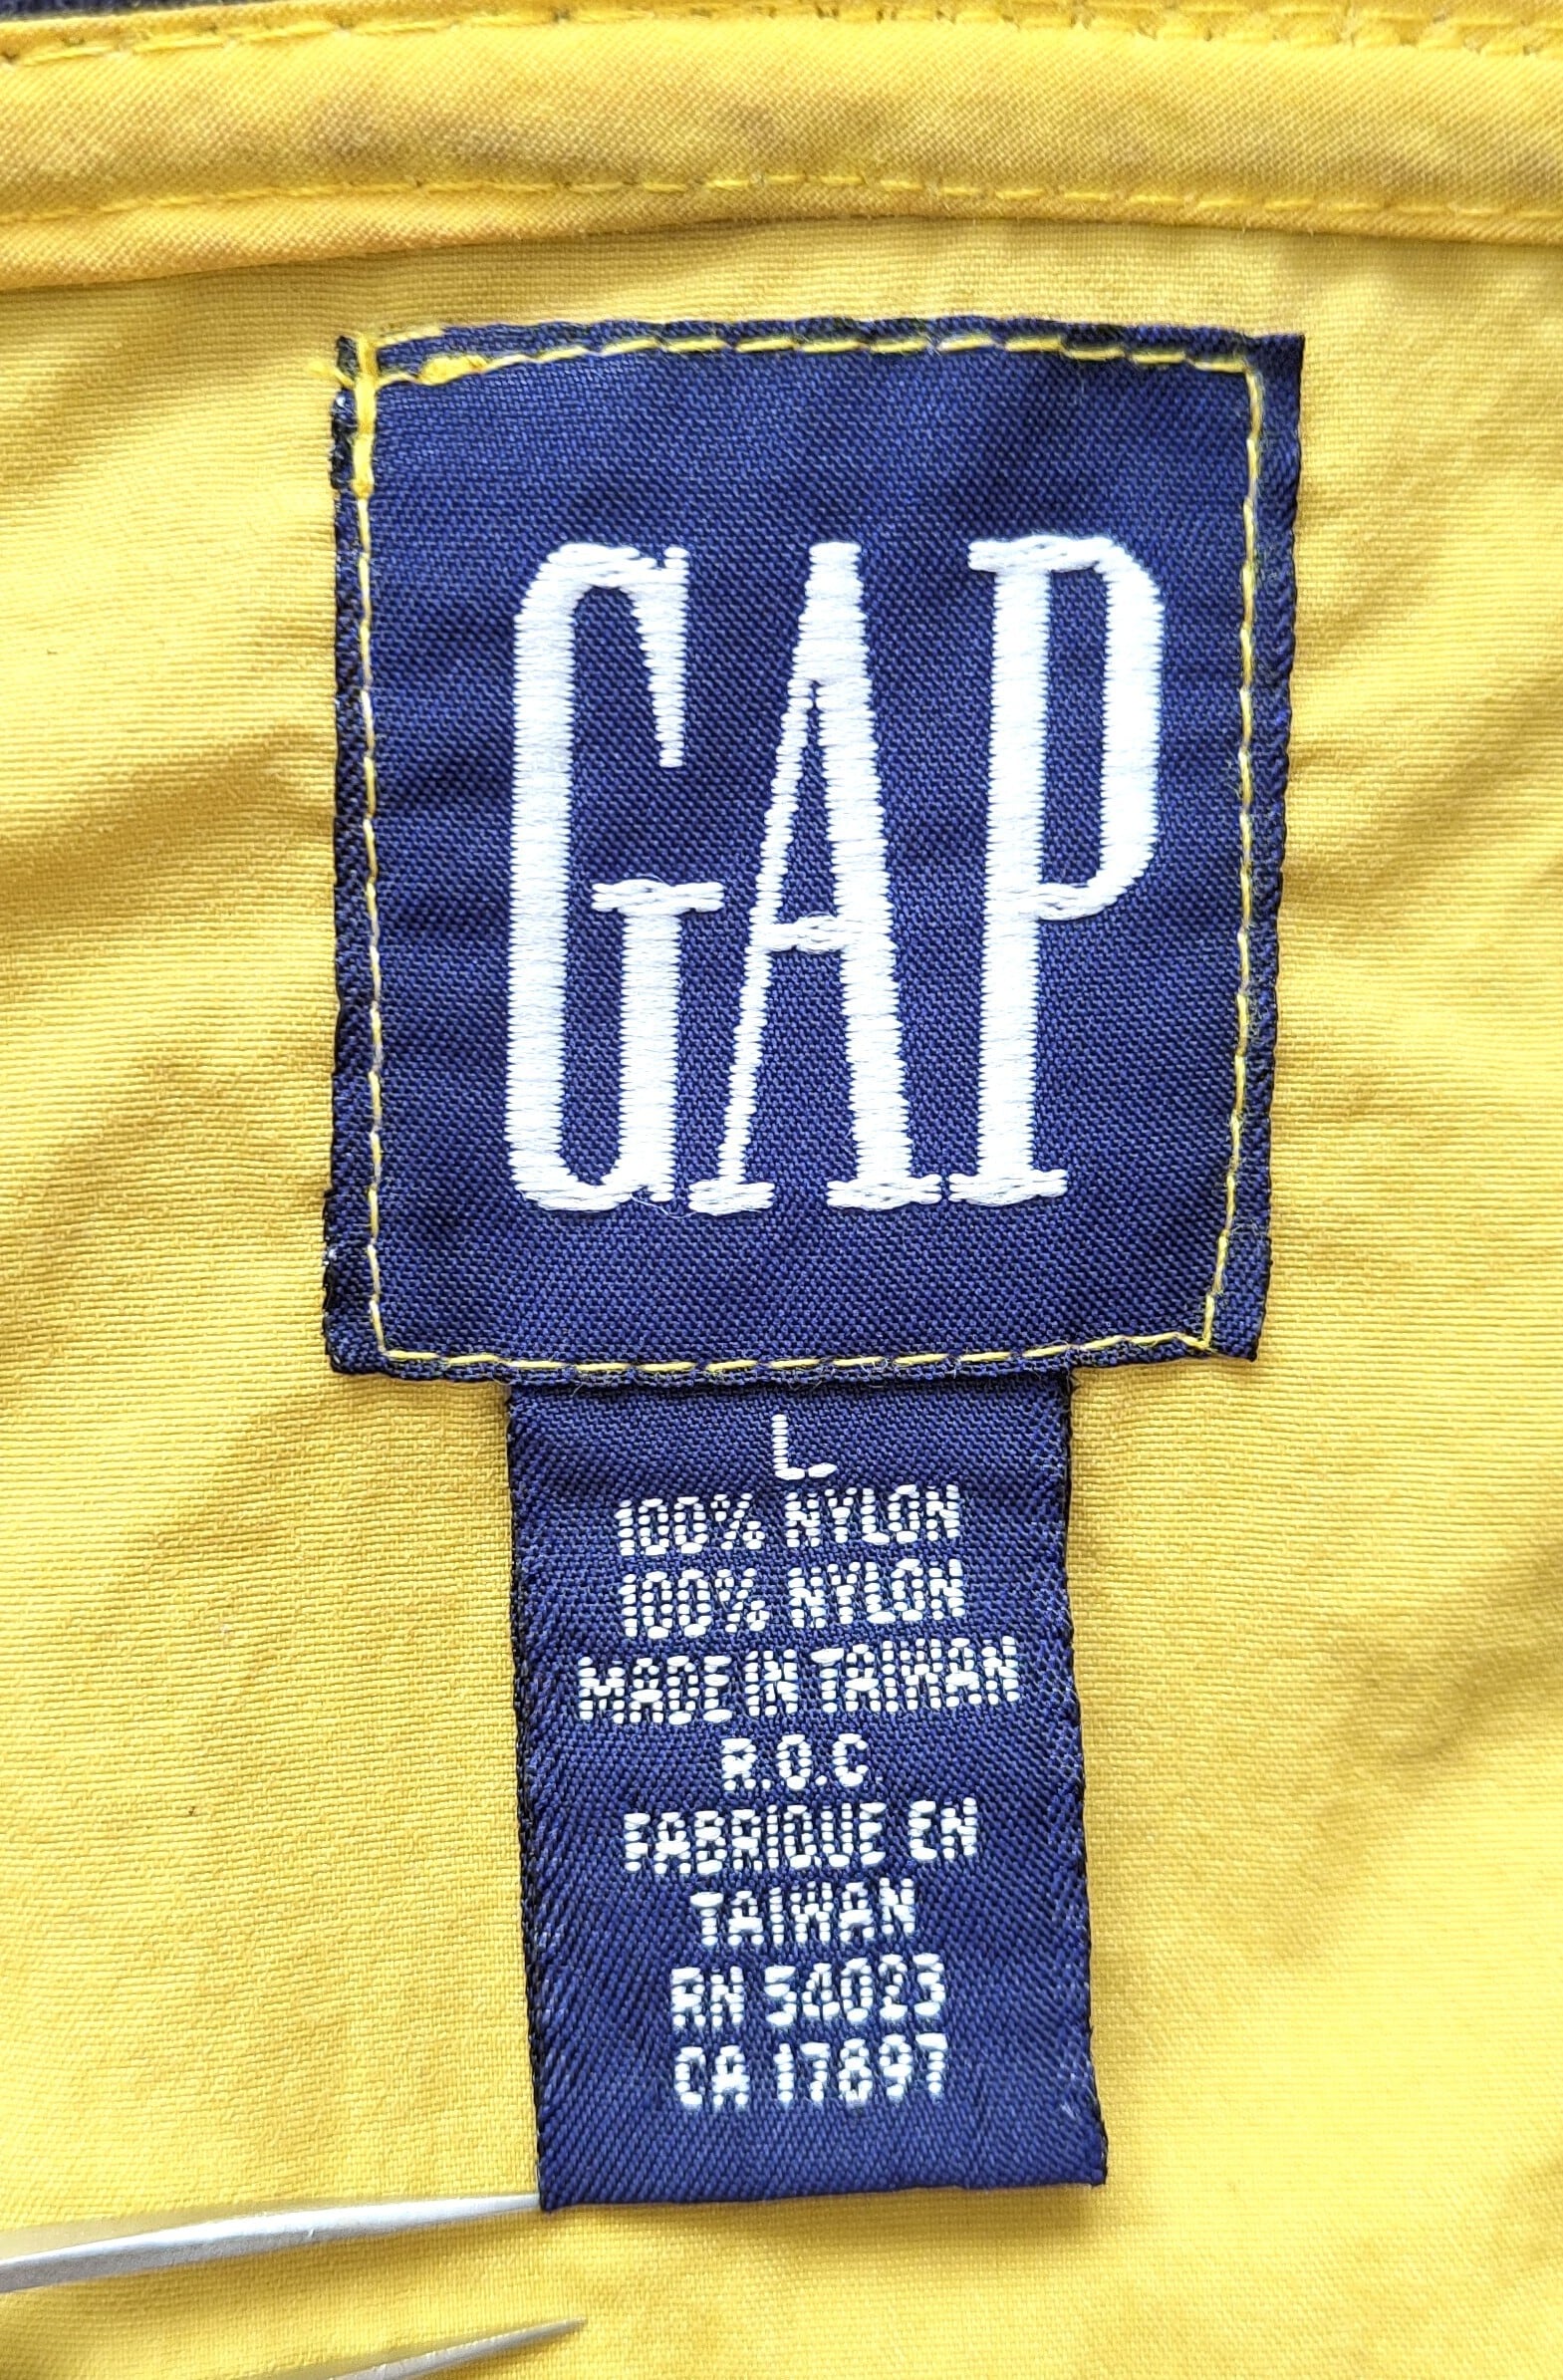 GAP
L.
100% NYLON
100% NYLON
MADE IN TAIWAN
R.O.C.
FABRIQUE EN
TAIWAN
RN 54023
CA 17897